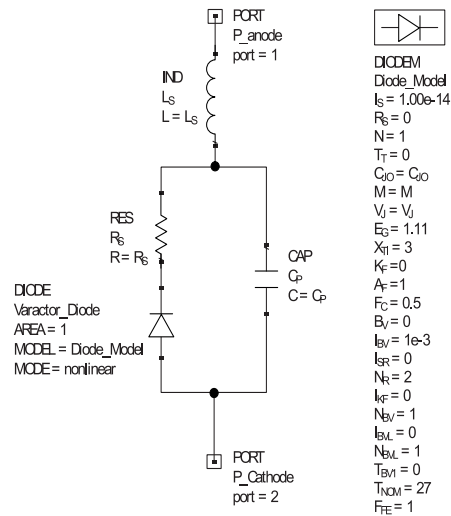 PORT
P_anode
port = 1
IND
LS
L = LS
RES
RS
R = RS
CAP
CP
C = CP
DIODE
Varactor_Diode
AREA = 1
MODEL = Diode_Model
MODE = nonlinear
PORT
P_Cathode
port = 2
DIODEM
Diode_Model
IS = 1.00e-14
RS = 0
N = 1
TT = 0
CJO = CJO
M = M
VJ = VJ
EG = 1.11
XTI = 3
KF = 0
AF = 1
FC = 0.5
BV = 0
IBV = 1e-3
ISR = 0
NR = 2
IKF = 0
NBV = 1
IBVL = 0
NBVL = 1
TBV1 = 0
TNOM = 27
FFE = 1